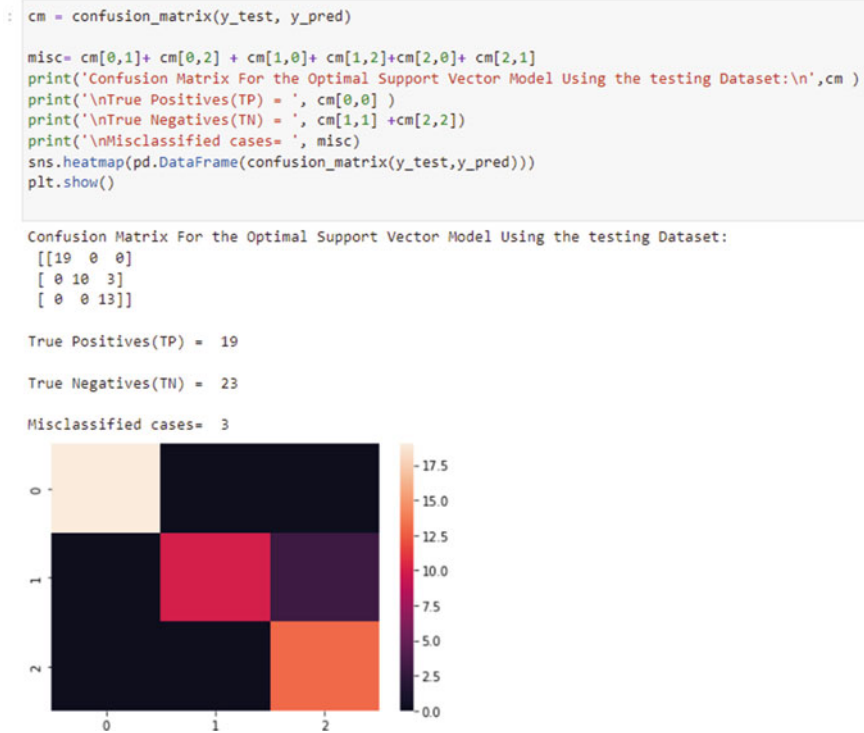 :
cm = confusion_matrix(y_test, y_pred)
misc= cm[0,1]+ cm[0,2] + cm[1,0]+ cm[1,2]+cm[2,0]+ cm[2,1]
print('Confusion Matrix For the Optimal Support Vector Model Using the testing Dataset:\n',cm )
print('\nTrue Positives(TP) = ', cm[0,0] )
print('\nTrue Negatives(TN) = ', cm[1,1] +cm[2,2])
print('\nMisclassified cases= ', misc)
sns.heatmap(pd.DataFrame(confusion_matrix(y_test,y_pred)))
plt.show()
Confusion Matrix For the Optimal Support Vector Model Using the testing Dataset:
[[19 0 0]
[ 0 10 3]
[ 0 0 13]]
True Positives(TP) = 19
True Negatives(TN) = 23
Misclassified cases= 3
0
1
2
0 1 2
17.5
15.0
12.5
10.0
7.5
5.0
2.5
0.0